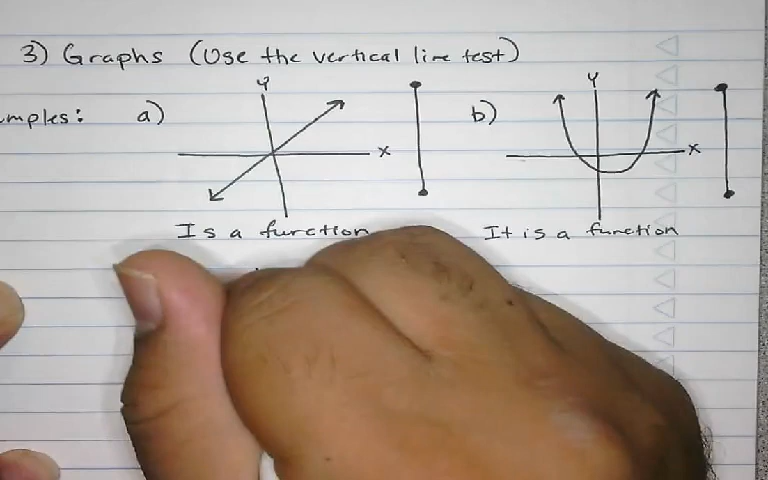 3) Graphs (Use the vertical line test)
mples: a) Y X b) Y X
Is a function It is a function